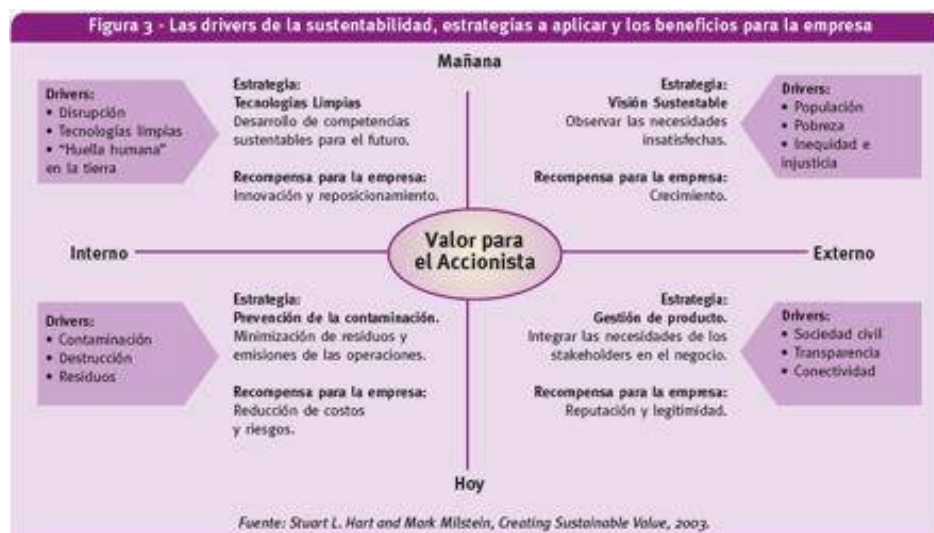 Figura 3 - Las drivers de la sustentabilidad, estrategias a aplicar y los beneficios para la empresa
Mañana
Drivers:
• Disrupción
• Tecnologías limpias
• “Huella humana”
en la tierra
Estrategia:
Tecnologías Limpias
Desarrollo de competencias
sustentables para el futuro.
Recompensa para la empresa:
Innovación y reposicionamiento.
Estrategia:
Visión Sustentable
Observar las necesidades
insatisfechas.
Recompensa para la empresa:
Crecimiento.
Drivers:
• Populación
• Pobreza
• Inequidad e
injusticia
Interno
Valor para
el Accionista
Externo
Drivers:
• Contaminación
• Destrucción
• Residuos
Estrategia:
Prevención de la contaminación.
Minimización de residuos y
emisiones de las operaciones.
Recompensa para la empresa:
Reducción de costos
y riesgos.
Estrategia:
Gestión de producto.
Integrar las necesidades de los
stakeholders en el negocio.
Recompensa para la empresa:
Reputación y legitimidad.
Drivers:
• Sociedad civil
• Transparencia
• Conectividad
Hoy
Fuente: Stuart L. Hart and Mark Milstein, Creating Sustainable Value, 2003.